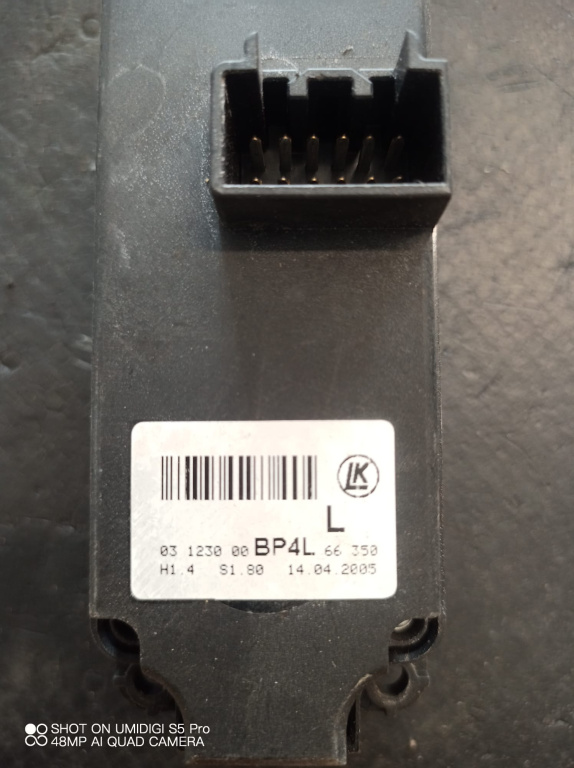 LK
L
03 1230 00 BP4L 66 350
H1.4 S1.80 14.04.2005
SHOT ON UMIDIGI S5 Pro
48MP AI QUAD CAMERA